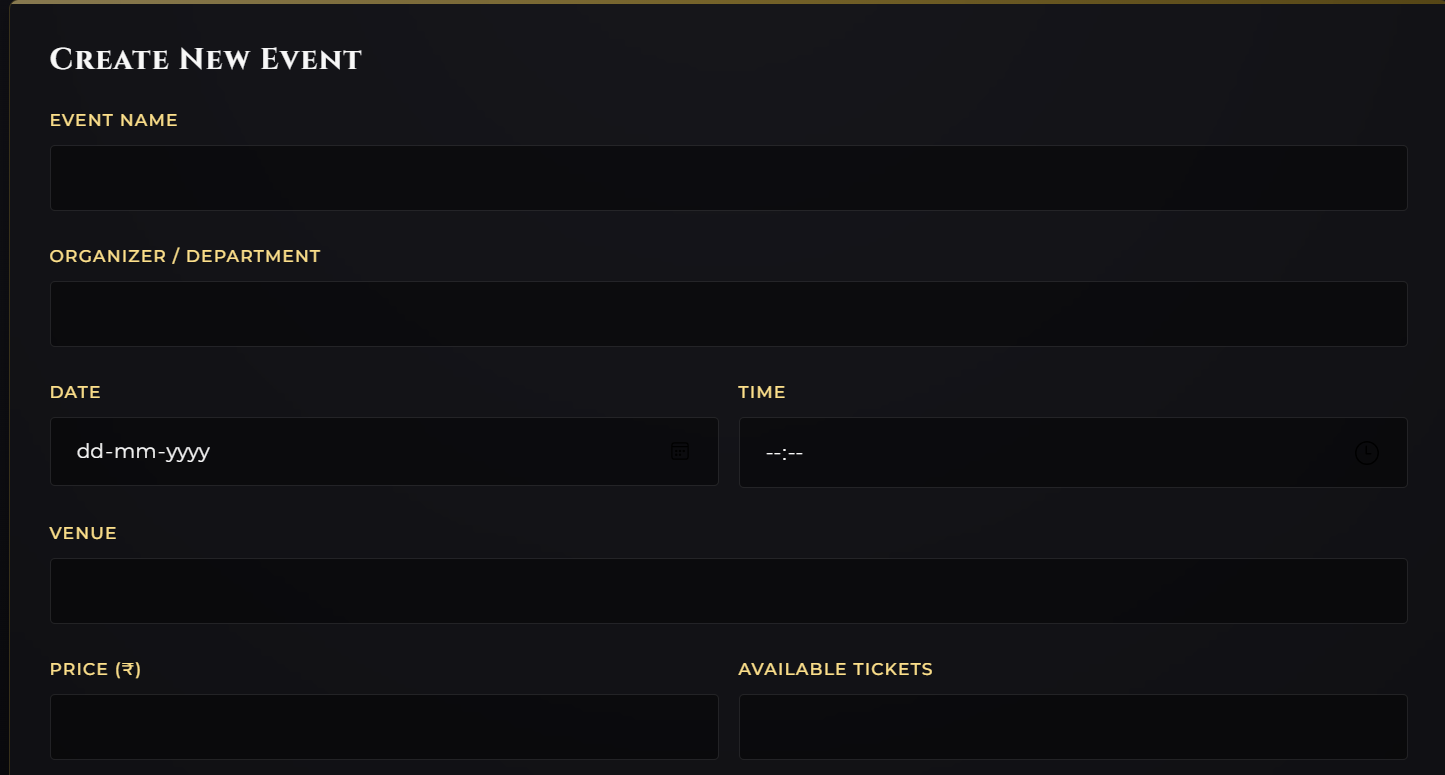 Create New Event
EVENT NAME
ORGANIZER / DEPARTMENT
DATE TIME
dd-mm-yyyy --:--
VENUE
PRICE (₹) AVAILABLE TICKETS